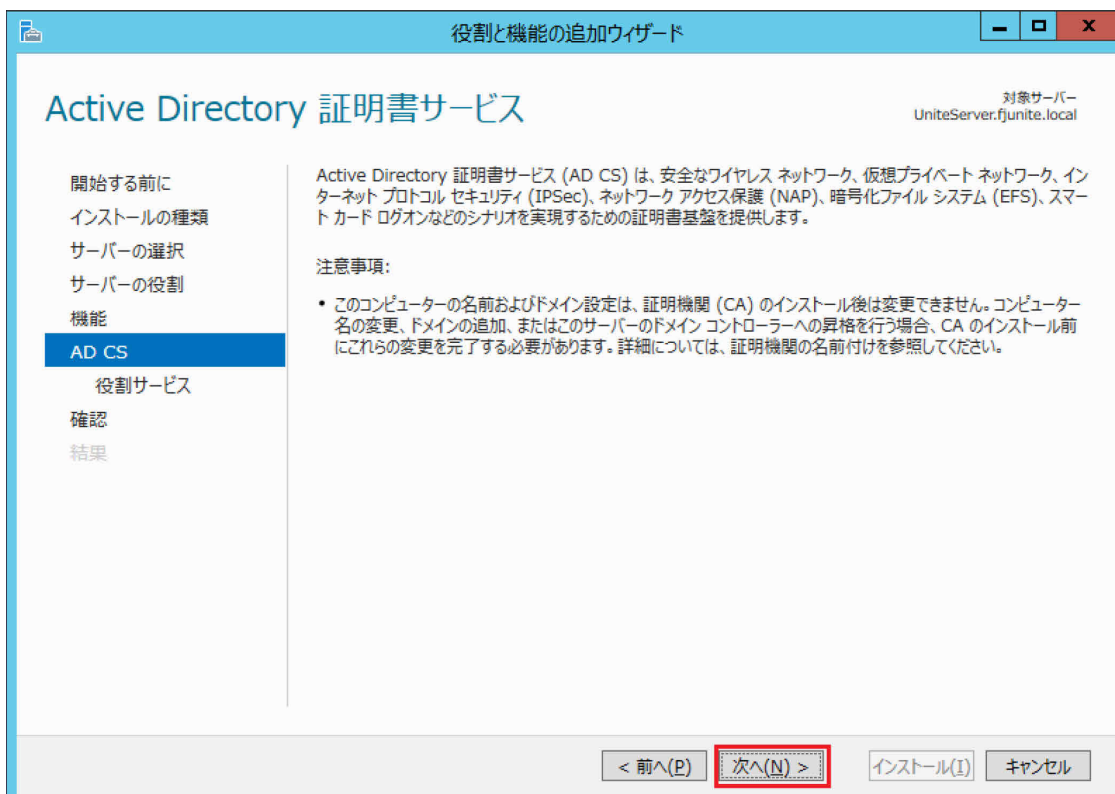 役割と機能の追加ウィザード
Active Directory 証明書サービス
対象サーバー
UniteServer.fjunite.local
開始する前に
インストールの種類
サーバーの選択
サーバーの役割
機能
AD CS
役割サービス
確認
結果
Active Directory 証明書サービス (AD CS) は、安全なワイヤレス ネットワーク、仮想プライベート ネットワーク、イン
ターネット プロトコル セキュリティ (IPSec)、ネットワーク アクセス保護 (NAP)、暗号化ファイル システム (EFS)、スマー
ト カード ログオンなどのシナリオを実現するための証明書基盤を提供します。
注意事項:
• このコンピューターの名前およびドメイン設定は、証明機関 (CA) のインストール後は変更できません。コンピューター
名の変更、ドメインの追加、またはこのサーバーのドメイン コントローラーへの昇格を行う場合、CA のインストール前
にこれらの変更を完了する必要があります。詳細については、証明機関の名前付けを参照してください。
< 前へ(P)
次へ(N) >
インストール(I)
キャンセル